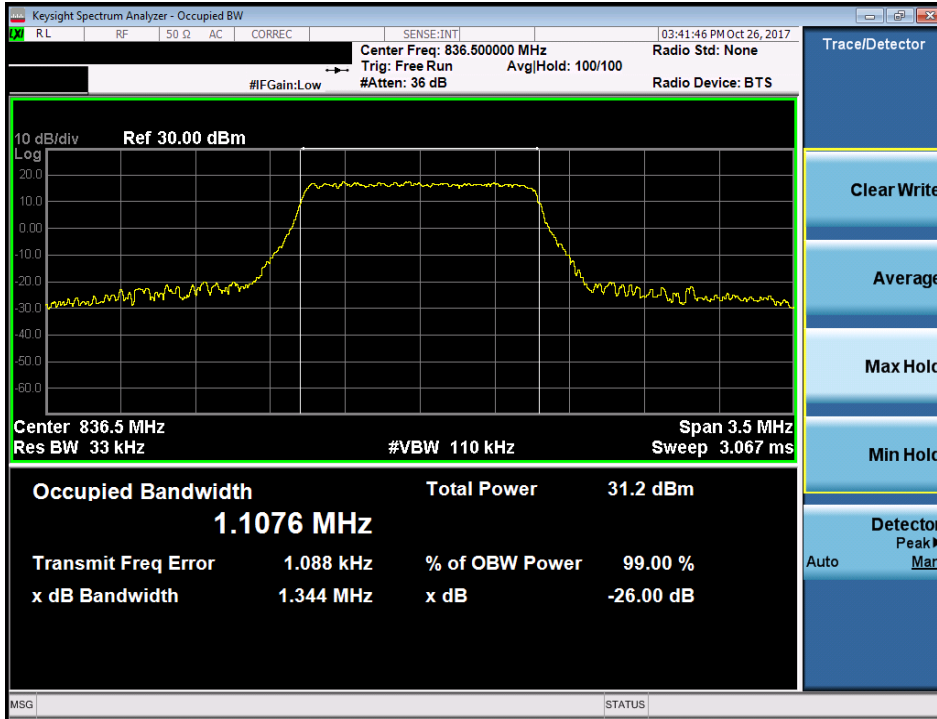 Keysight Spectrum Analyzer - Occupied BW
LXI RL RF 50 Ω AC CORREC SENSE:INT 03:41:46 PM Oct 26, 2017
Center Freq: 836.500000 MHz Radio Std: None
Trig: Free Run Avg|Hold: 100/100
#IFGain:Low #Atten: 36 dB Radio Device: BTS
Trace/Detector
10 dB/div Ref 30.00 dBm
Log
20.0
10.0
0.00
-10.0
-20.0
-30.0
-40.0
-50.0
-60.0
Center 836.5 MHz Span 3.5 MHz
Res BW 33 kHz #VBW 110 kHz Sweep 3.067 ms
Occupied Bandwidth Total Power 31.2 dBm
1.1076 MHz
Transmit Freq Error 1.088 kHz % of OBW Power 99.00 %
x dB Bandwidth 1.344 MHz x dB -26.00 dB
Clear Write
Average
Max Hold
Min Hold
Detector
Peak
Auto Man
MSG STATUS